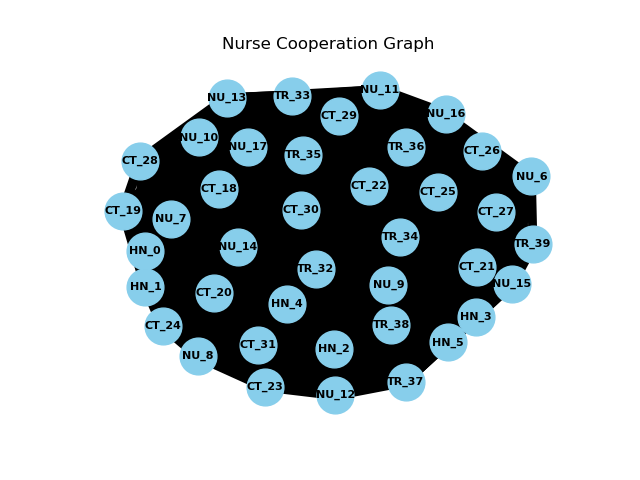 Nurse Cooperation Graph
NU_11
TR_33
NU_13
NU_16
CT_29
NU_10
NU_17
TR_36
CT_26
TR_35
CT_28
NU_6
CT_22
CT_18
CT_25
CT_30
CT_19
CT_27
NU_7
TR_34
TR_39
NU_14
HN_0
CT_21
TR_32
NU_15
NU_9
HN_1
CT_20
HN_4
HN_3
TR_38
CT_24
HN_5
CT_31
HN_2
NU_8
TR_37
CT_23
NU_12